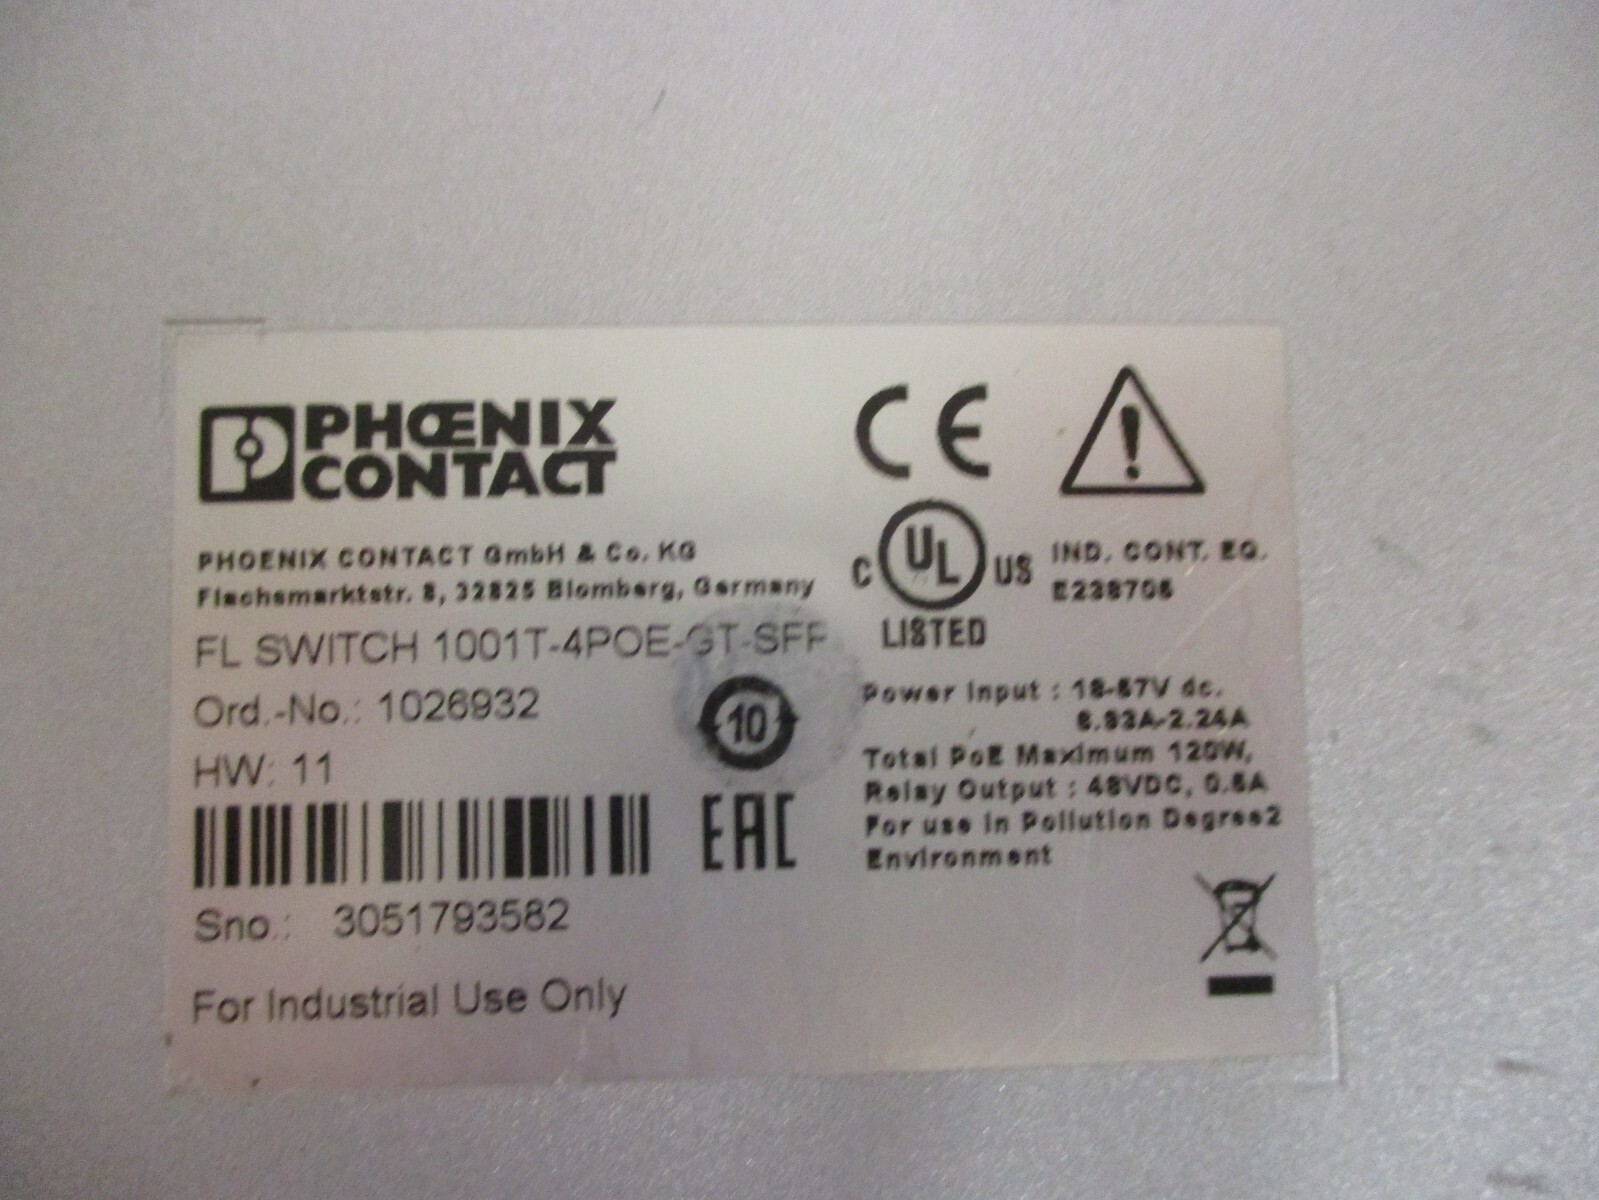 PHŒNIX
CONTACT
PHOENIX CONTACT GmbH & Co. KG
Flachsmarktstr. 8, 32825 Blomberg, Germany
FL SWITCH 1001T-4POE-GT-SFP
Ord.-No.: 1026932
HW: 11
10
EAC
Sno.: 3051793582
For Industrial Use Only
CE
C UL US
LISTED
IND. CONT. EQ.
E238705
Power Input : 18-57V dc,
Total PoE Maximum 120W,
Relay Output : 48VDC, 0.5A
For use in Pollution Degree2
Environment